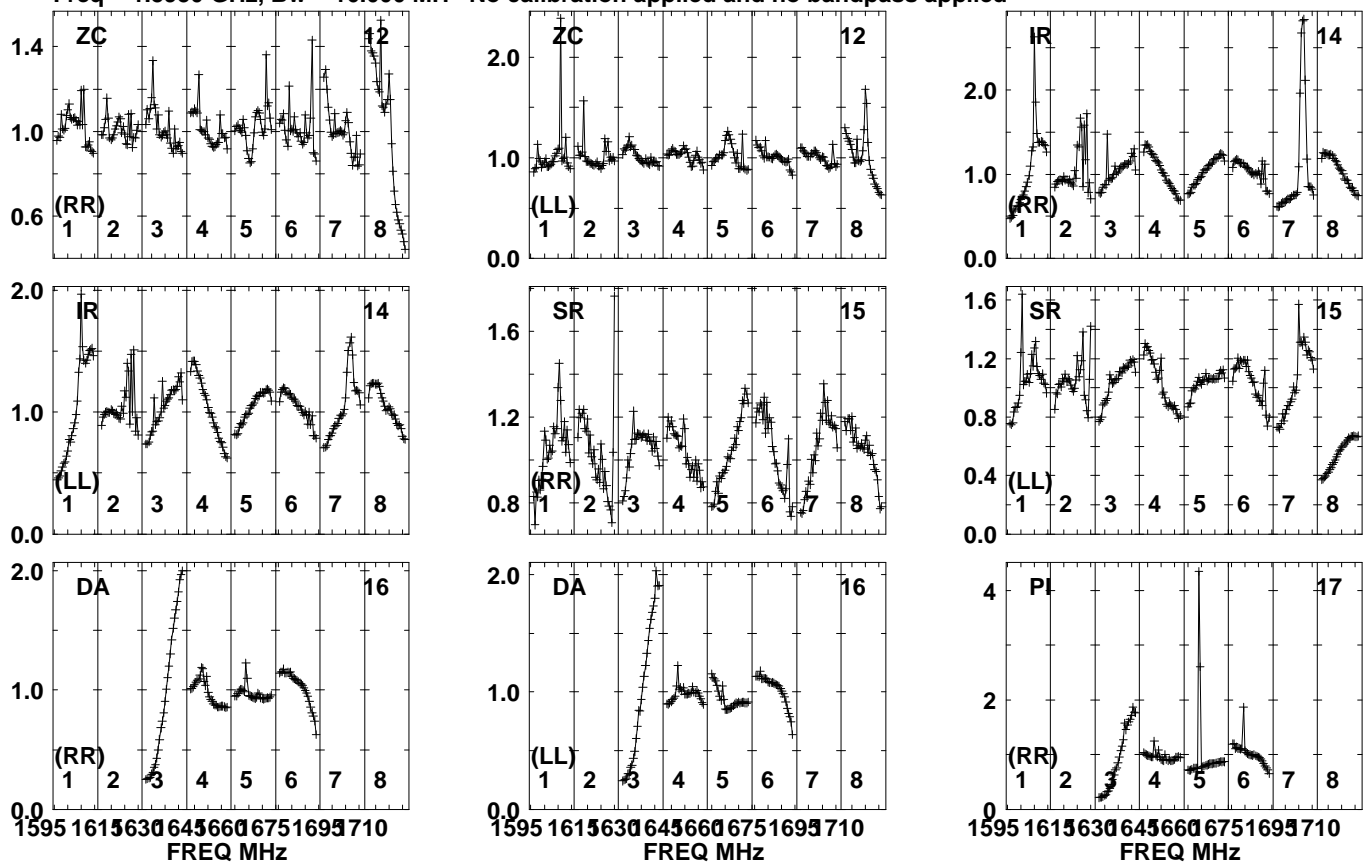 ZC 12
1.4
1.0
0.6
(RR)
1 2 3 4 5 6 7 8
ZC 12
2.0
1.0
0.0
(LL)
1 2 3 4 5 6 7 8
IR 14
2.0
1.0
0.0
(RR)
1 2 3 4 5 6 7 8
IR 14
2.0
1.0
0.0
(LL)
1 2 3 4 5 6 7 8
SR 15
1.6
1.2
0.8
(RR)
1 2 3 4 5 6 7 8
SR 15
1.6
1.2
0.8
0.4
0.0
(LL)
1 2 3 4 5 6 7 8
DA 16
2.0
1.0
0.0
(RR)
1 2 3 4 5 6 7 8
1595 1615 1630 1645 1660 1675 1695 1710
FREQ MHz
DA 16
2.0
1.0
0.0
(LL)
1 2 3 4 5 6 7 8
1595 1615 1630 1645 1660 1675 1695 1710
FREQ MHz
PI 17
4
2
0
(RR)
1 2 3 4 5 6 7 8
1595 1615 1630 1645 1660 1675 1695 1710
FREQ MHz